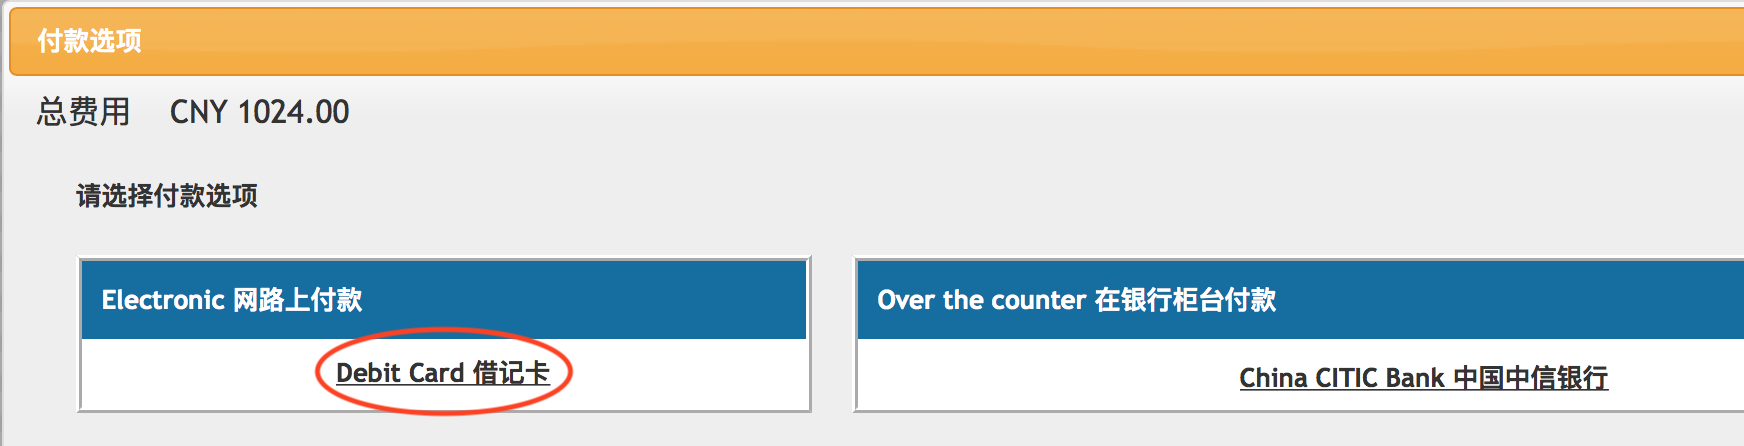 付款选项
总费用 CNY 1024.00
请选择付款选项
Electronic 网路上付款
Debit Card 借记卡
Over the counter 在银行柜台付款
China CITIC Bank 中国中信银行